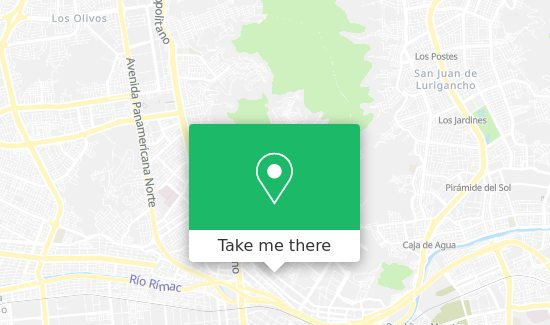 Los Olivos
opolitano
Avenida Panamericana Norte
Los Postes
San Juan de
Lurigancho
Los Jardines
Pirámide del Sol
Caja de Agua
Take me there
no
Río Rímac